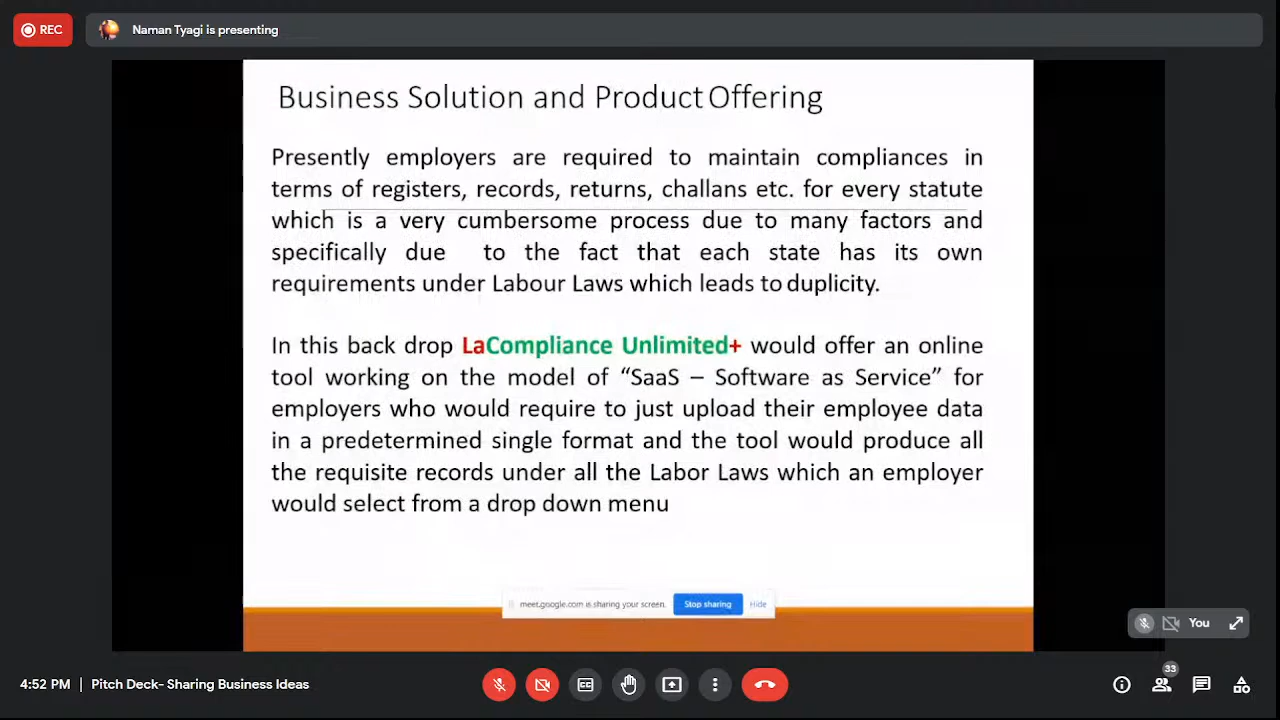 REC
Naman Tyagi is presenting
Business Solution and Product Offering
Presently employers are required to maintain compliances in
terms of registers, records, returns, challans etc. for every statute
which is a very cumbersome process due to many factors and
specifically due to the fact that each state has its own
requirements under Labour Laws which leads to duplicity.
In this back drop LaCompliance Unlimited+ would offer an online
tool working on the model of “SaaS – Software as Service” for
employers who would require to just upload their employee data
in a predetermined single format and the tool would produce all
the requisite records under all the Labor Laws which an employer
would select from a drop down menu
meet.google.com is sharing your screen. Stop sharing Hide
You
4:52 PM | Pitch Deck- Sharing Business Ideas
CC
33